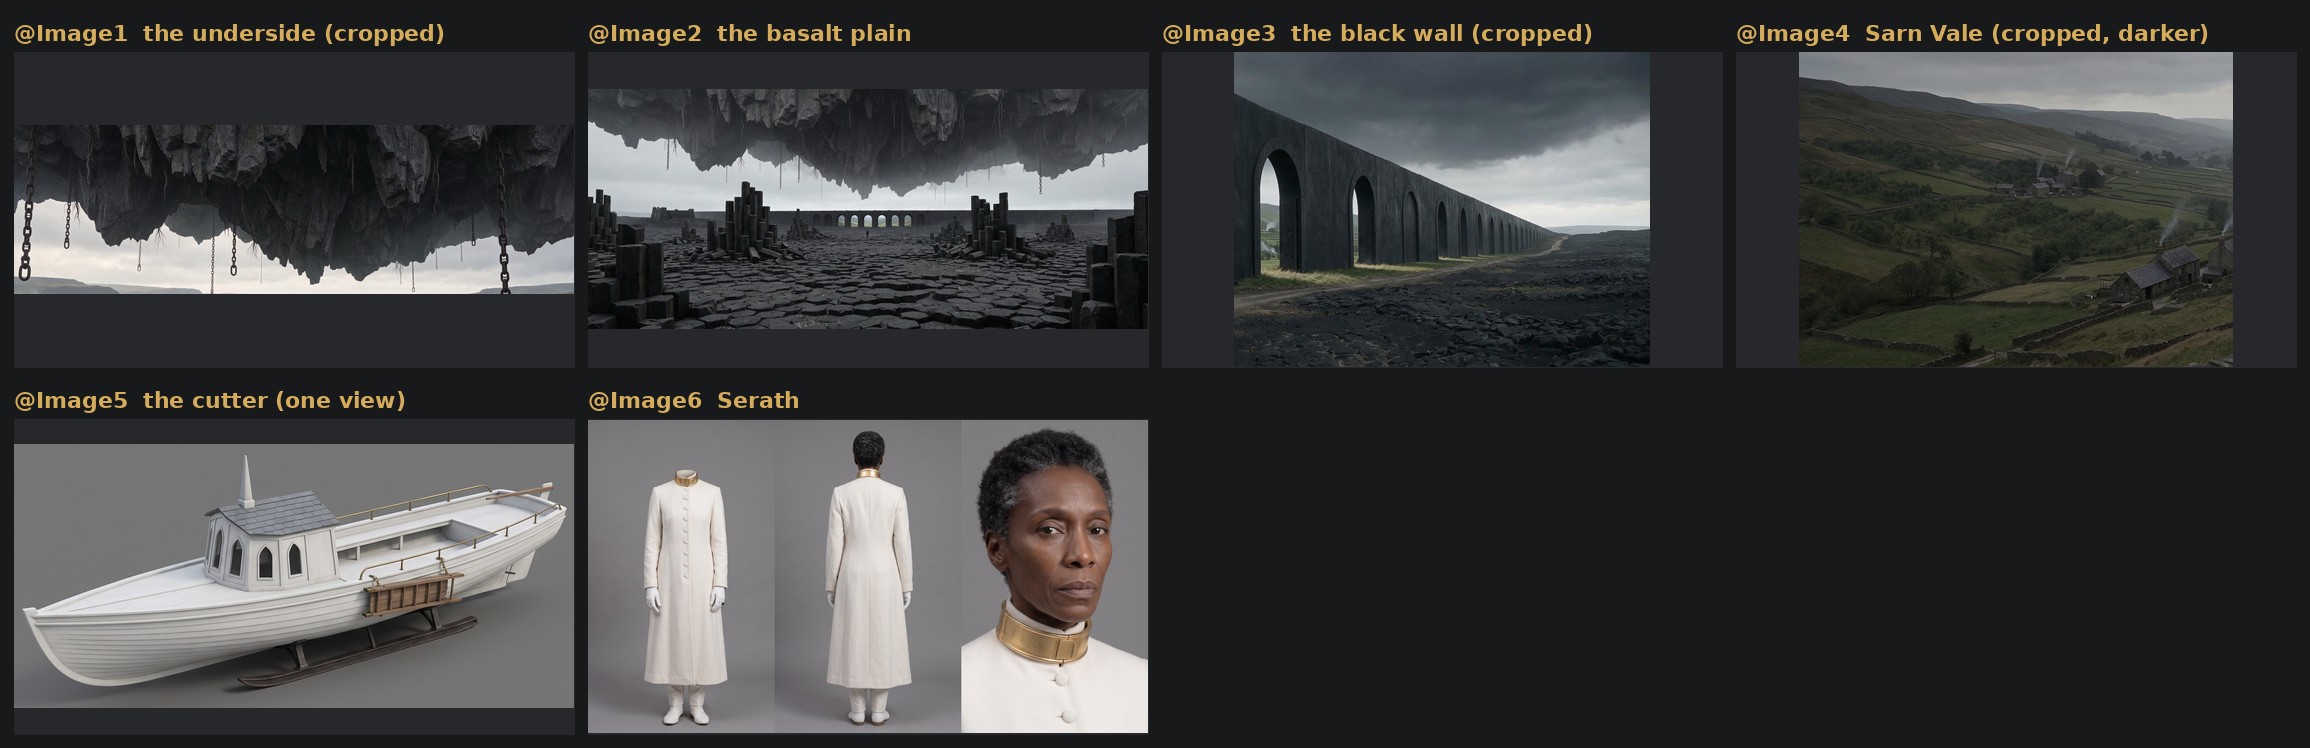 @Image1 the underside (cropped)
@Image2 the basalt plain
@Image3 the black wall (cropped)
@Image4 Sarn Vale (cropped, darker)
@Image5 the cutter (one view)
@Image6 Serath